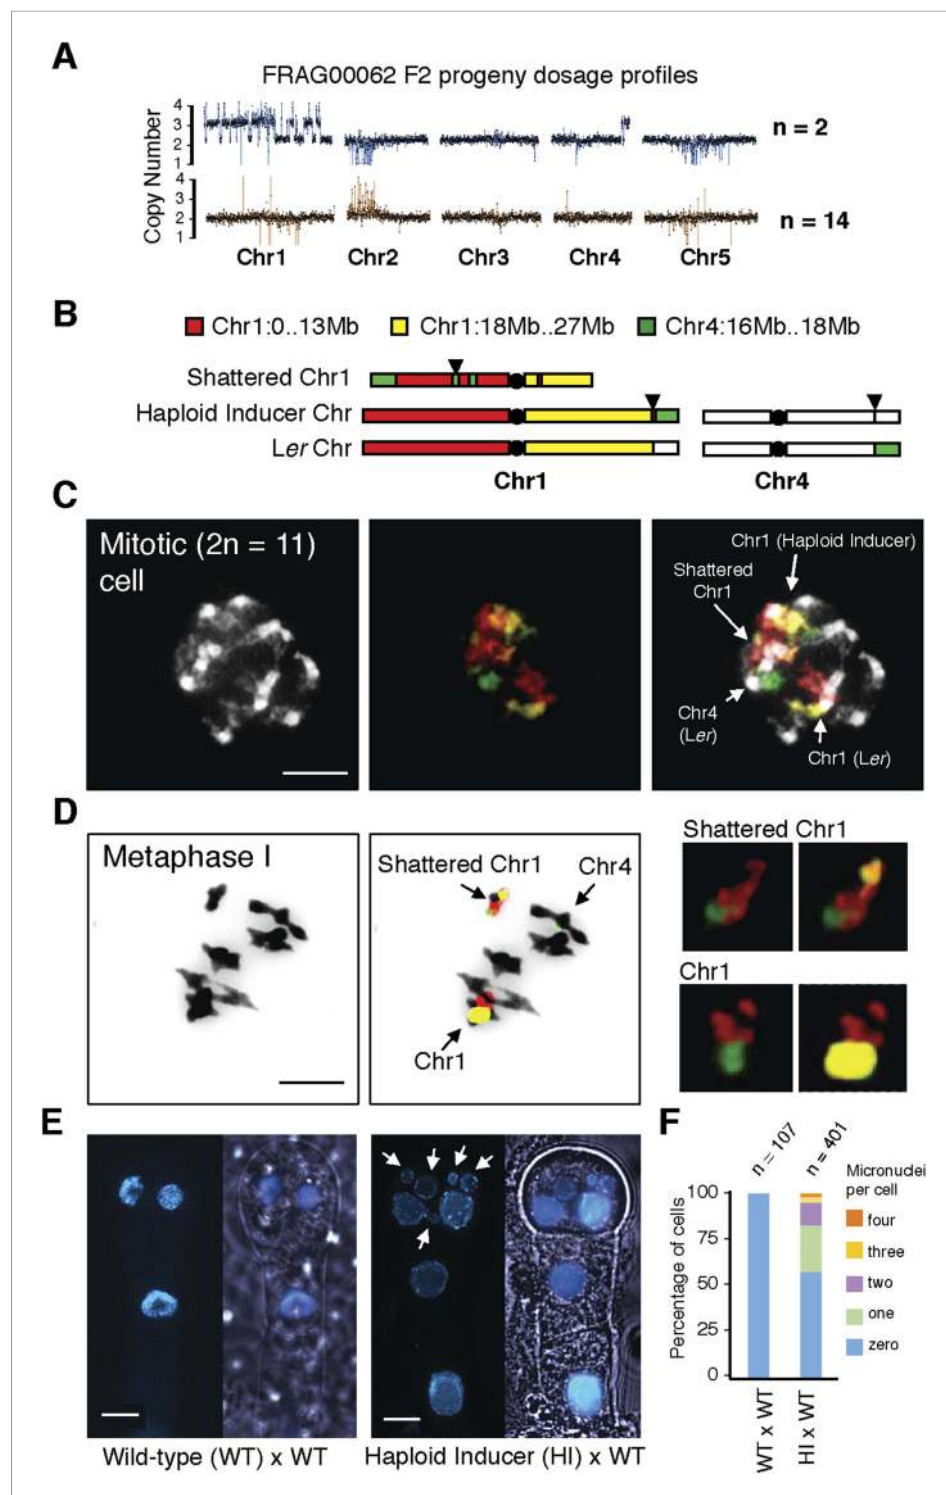 A
FRAG00062 F2 progeny dosage profiles
Copy Number
4
3
2
1
n = 2
4
3
2
1
n = 14
Chr1 Chr2 Chr3 Chr4 Chr5
B
Chr1:0..13Mb Chr1:18Mb..27Mb Chr4:16Mb..18Mb
Shattered Chr1
Haploid Inducer Chr
Ler Chr
Chr1 Chr4
C
Mitotic (2n = 11)
cell
Chr1 (Haploid Inducer)
Shattered
Chr1
Chr4
(Ler)
Chr1 (Ler)
D
Metaphase I
Shattered Chr1
Chr4
Chr1
Shattered Chr1
Chr1
E
Wild-type (WT) x WT
Haploid Inducer (HI) x WT
F
n = 107
n = 401
Micronuclei
per cell
four
three
two
one
zero
Percentage of cells
100
75
50
25
0
WT x WT
HI x WT